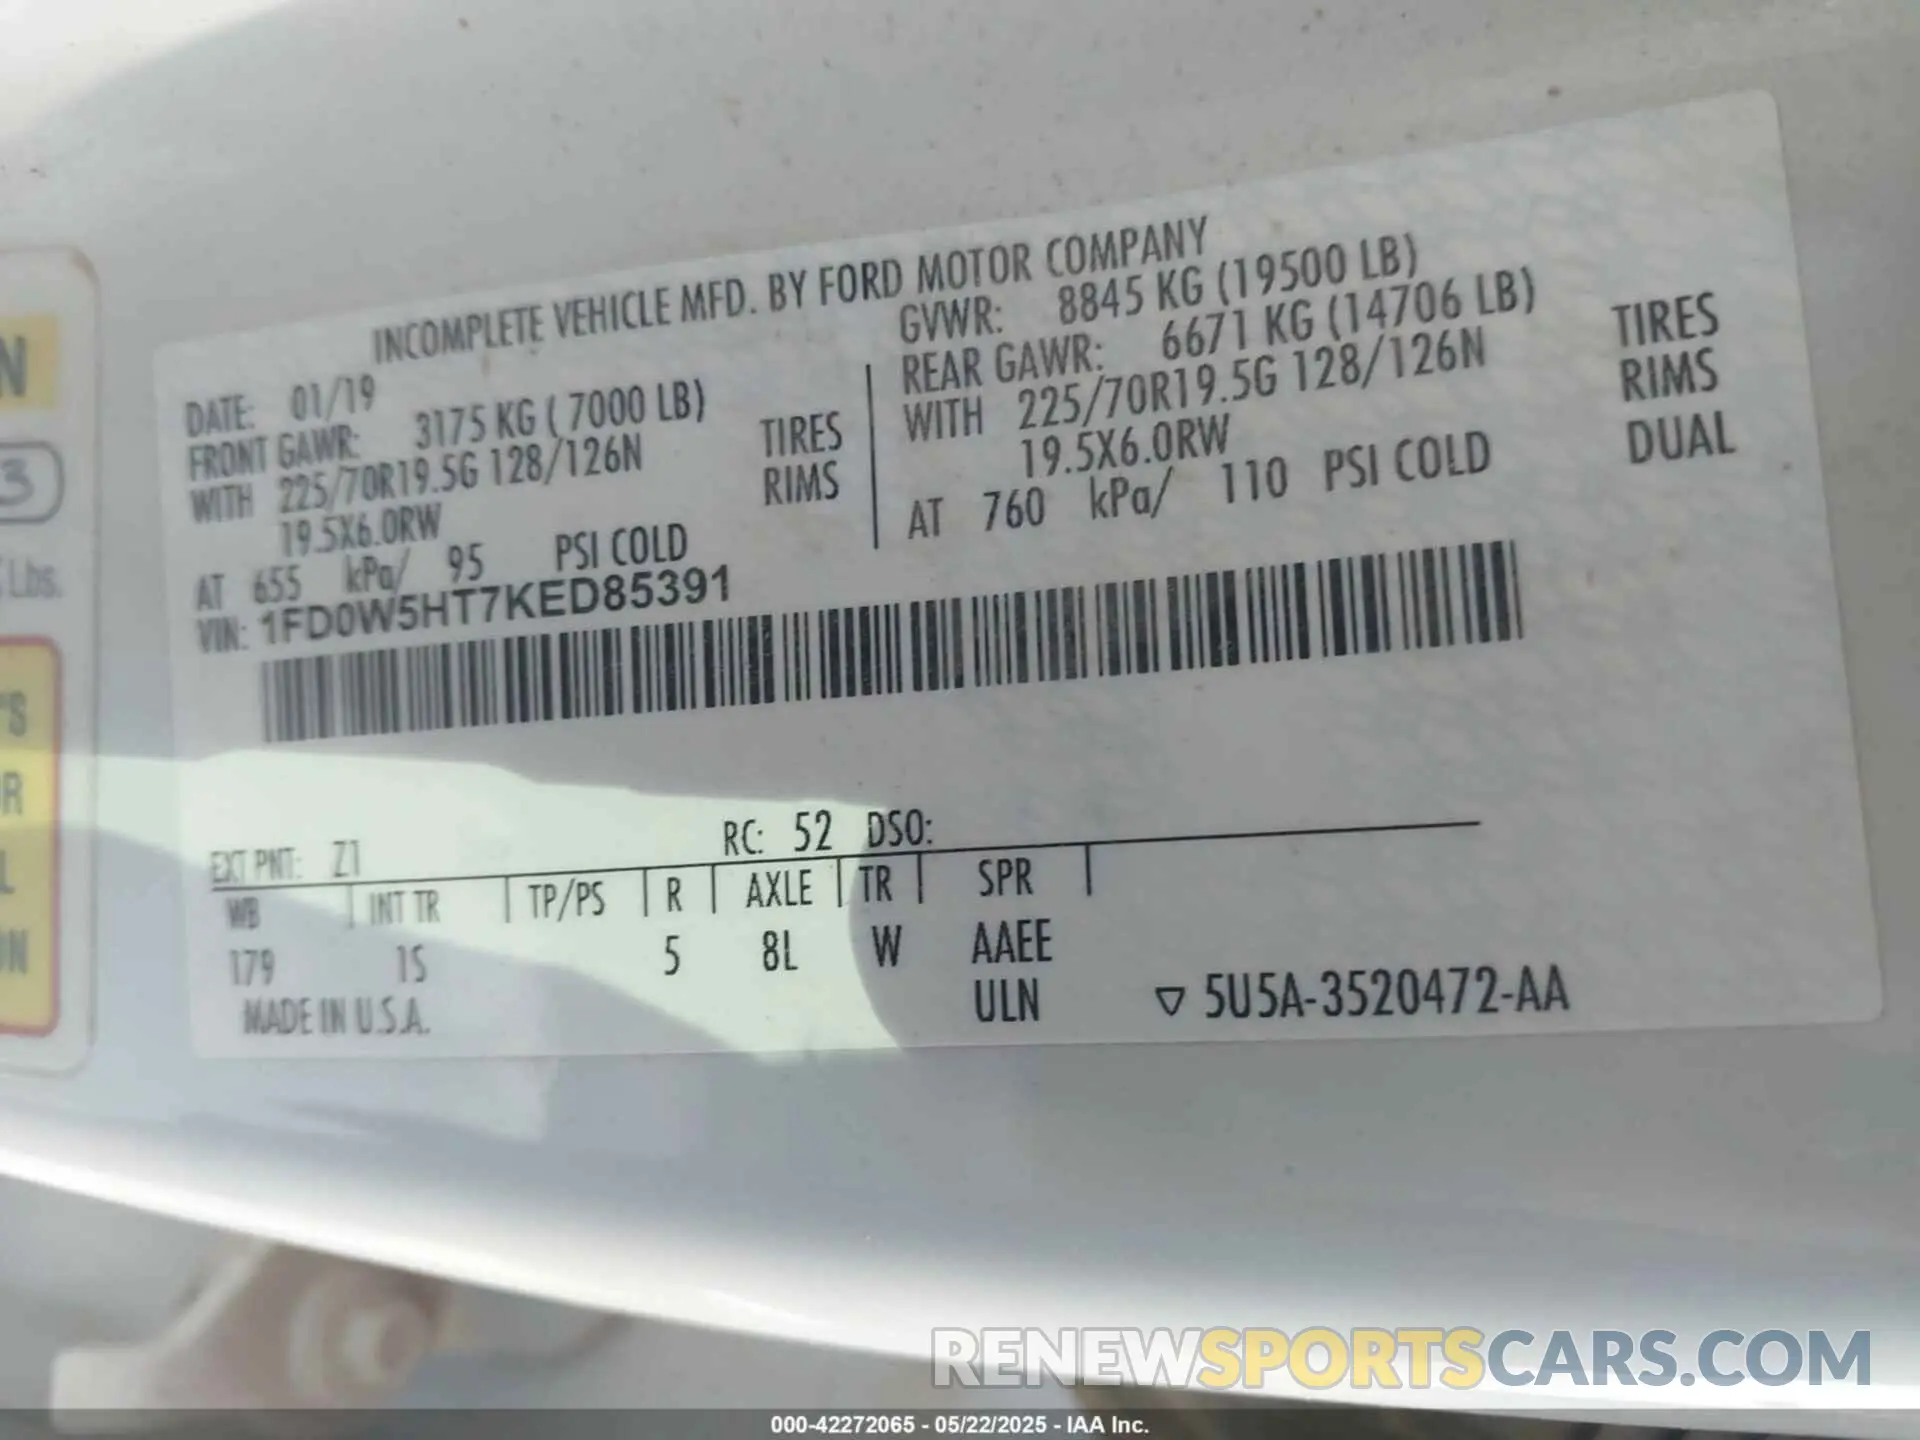 INCOMPLETE VEHICLE MFD. BY FORD MOTOR COMPANY
DATE: 01/19
FRONT GAWR: 3175 KG ( 7000 LB)
WITH 225/70R19.5G 128/126N TIRES
19.5X6.0RW RIMS
AT 655 kPa/ 95 PSI COLD
GVWR: 8845 KG (19500 LB)
REAR GAWR: 6671 KG (14706 LB)
WITH 225/70R19.5G 128/126N TIRES
19.5X6.0RW RIMS
AT 760 kPa/ 110 PSI COLD DUAL
VIN: 1FD0W5HT7KED85391
EXT PNT: Z1 RC: 52 DSO:
WB INT TR TP/PS R AXLE TR SPR
179 1S 5 8L W AAEE
MADE IN U.S.A. ULN ▽ 5U5A-3520472-AA
N
3
Lbs.
'S
R
L
ON
RENEWSPORTSCARS.COM
000-42272065 - 05/22/2025 - IAA Inc.